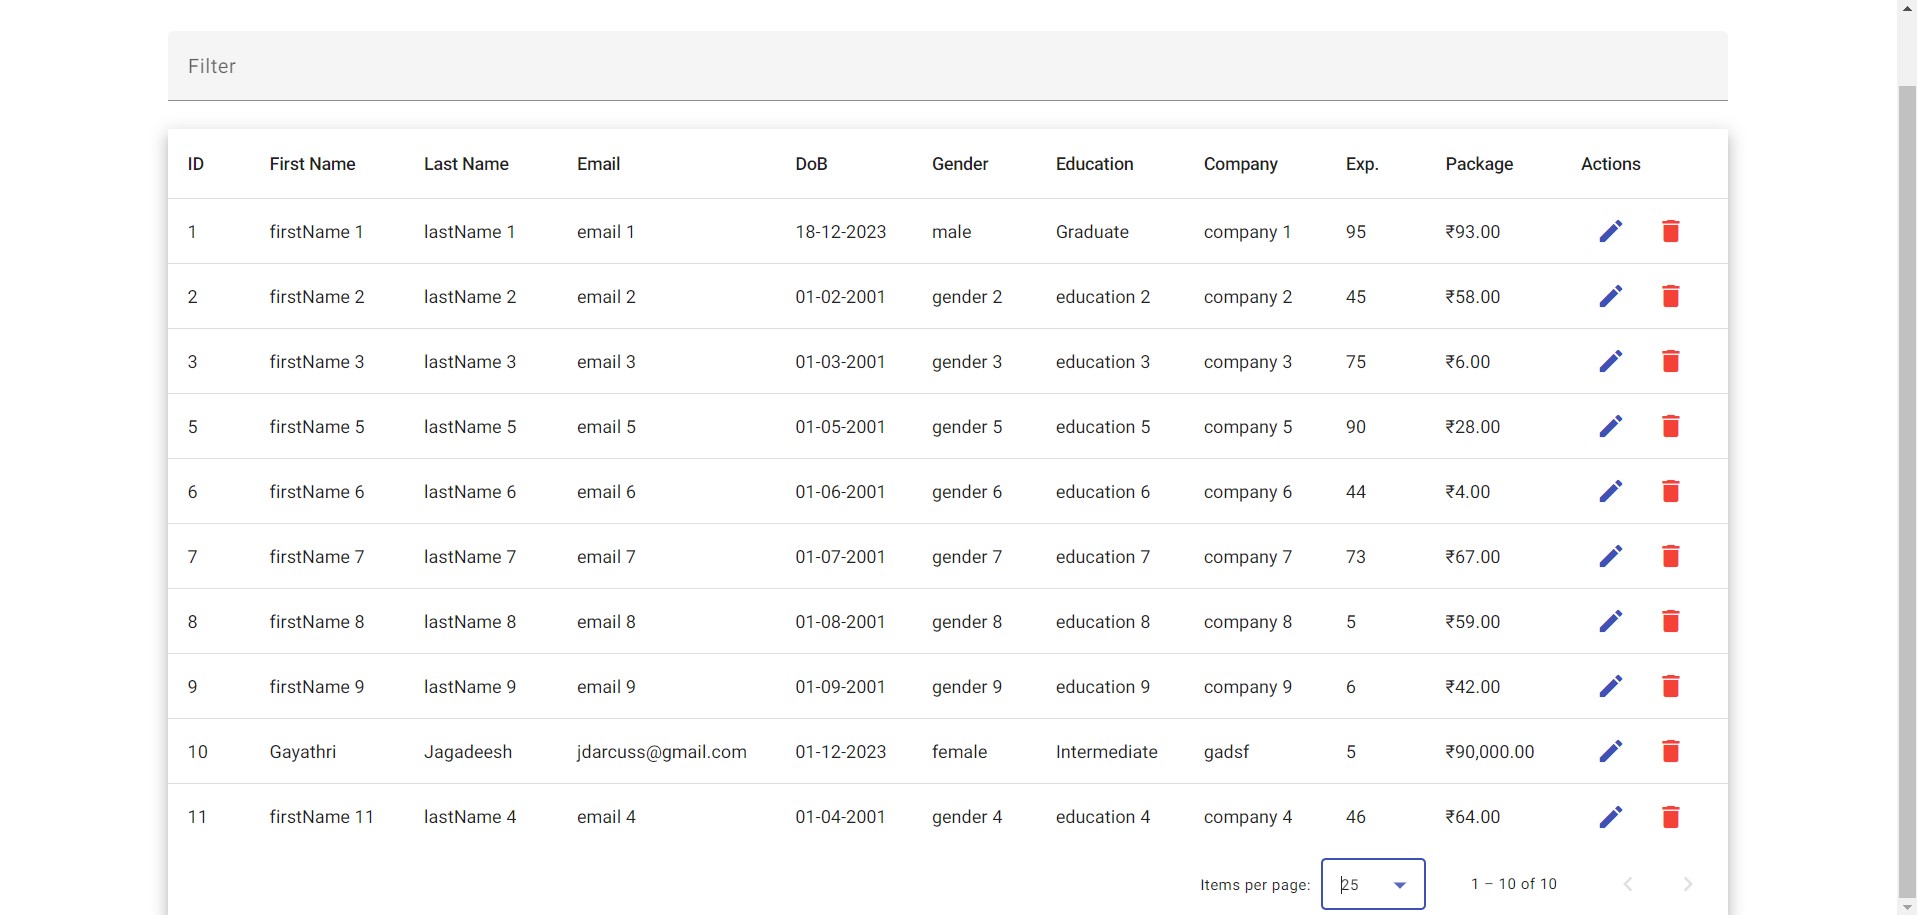 Filter
ID First Name Last Name Email DoB Gender Education Company Exp. Package Actions
1 firstName 1 lastName 1 email 1 18-12-2023 male Graduate company 1 95 ₹93.00
2 firstName 2 lastName 2 email 2 01-02-2001 gender 2 education 2 company 2 45 ₹58.00
3 firstName 3 lastName 3 email 3 01-03-2001 gender 3 education 3 company 3 75 ₹6.00
5 firstName 5 lastName 5 email 5 01-05-2001 gender 5 education 5 company 5 90 ₹28.00
6 firstName 6 lastName 6 email 6 01-06-2001 gender 6 education 6 company 6 44 ₹4.00
7 firstName 7 lastName 7 email 7 01-07-2001 gender 7 education 7 company 7 73 ₹67.00
8 firstName 8 lastName 8 email 8 01-08-2001 gender 8 education 8 company 8 5 ₹59.00
9 firstName 9 lastName 9 email 9 01-09-2001 gender 9 education 9 company 9 6 ₹42.00
10 Gayathri Jagadeesh jdarcuss@gmail.com 01-12-2023 female Intermediate gadsf 5 ₹90,000.00
11 firstName 11 lastName 4 email 4 01-04-2001 gender 4 education 4 company 4 46 ₹64.00
Items per page: 25 1 – 10 of 10